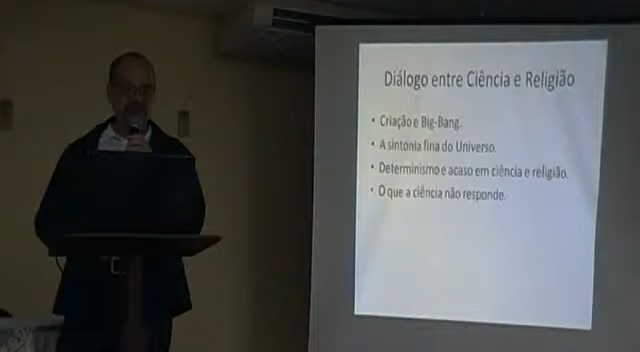 Diálogo entre Ciência e Religião
• Criação e Big-Bang.
• A sintonia fina do Universo.
• Determinismo e acaso em ciência e religião.
• O que a ciência não responde.